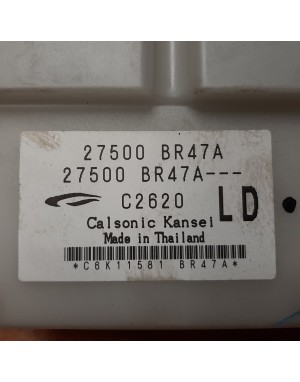 27500 BR47A
27500 BR47A---
C2620 LD
Calsonic Kansei
Made in Thailand
*C6K11581 BR47A*